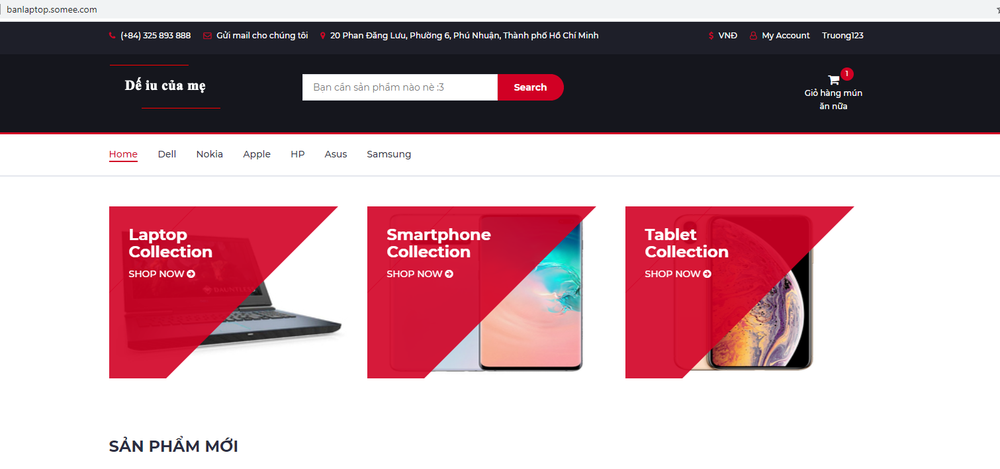 banlaptop.somee.com
(+84) 325 893 888 Gửi mail cho chúng tôi 20 Phan Đăng Lưu, Phường 6, Phú Nhuận, Thành phố Hồ Chí Minh $ VNĐ My Account Truong123
Dế iu của mẹ
Bạn cần sản phẩm nào nè :3 Search
1
Giỏ hàng mún
ăn nữa
Home Dell Nokia Apple HP Asus Samsung
Laptop
Collection
SHOP NOW
DAUNTLESS
Smartphone
Collection
SHOP NOW
Tablet
Collection
SHOP NOW
SẢN PHẨM MỚI